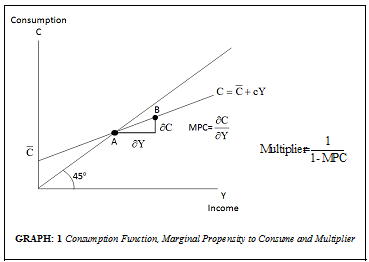 Consumption
C
C = C̅ + cY
B
∂C
MPC= ∂C/∂Y
A
∂Y
Multiplier= 1/1- MPC
C̅
45°
Y
Income
GRAPH: 1 Consumption Function, Marginal Propensity to Consume and Multiplier